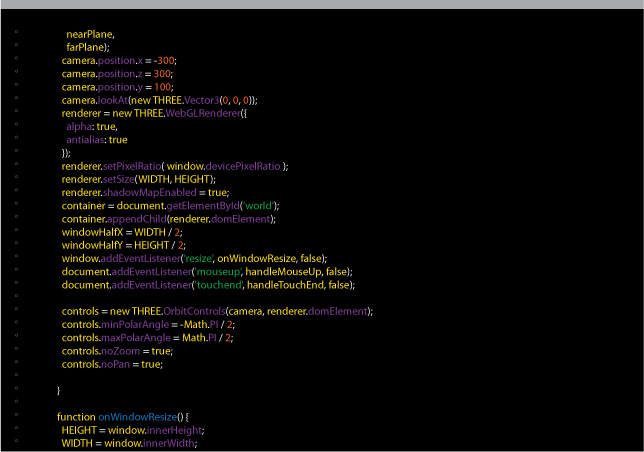 nearPlane,
farPlane);
camera.position.x = -300;
camera.position.z = 300;
camera.position.y = 100;
camera.lookAt(new THREE.Vector3(0, 0, 0));
renderer = new THREE.WebGLRenderer({
alpha: true,
antialias: true
});
renderer.setPixelRatio( window.devicePixelRatio );
renderer.setSize(WIDTH, HEIGHT);
renderer.shadowMapEnabled = true;
container = document.getElementById('world');
container.appendChild(renderer.domElement);
windowHalfX = WIDTH / 2;
windowHalfY = HEIGHT / 2;
window.addEventListener('resize', onWindowResize, false);
document.addEventListener('mouseup', handleMouseUp, false);
document.addEventListener('touchend', handleTouchEnd, false);
controls = new THREE.OrbitControls(camera, renderer.domElement);
controls.minPolarAngle = -Math.PI / 2;
controls.maxPolarAngle = Math.PI / 2;
controls.noZoom = true;
controls.noPan = true;
}
function onWindowResize() {
HEIGHT = window.innerHeight;
WIDTH = window.innerWidth;